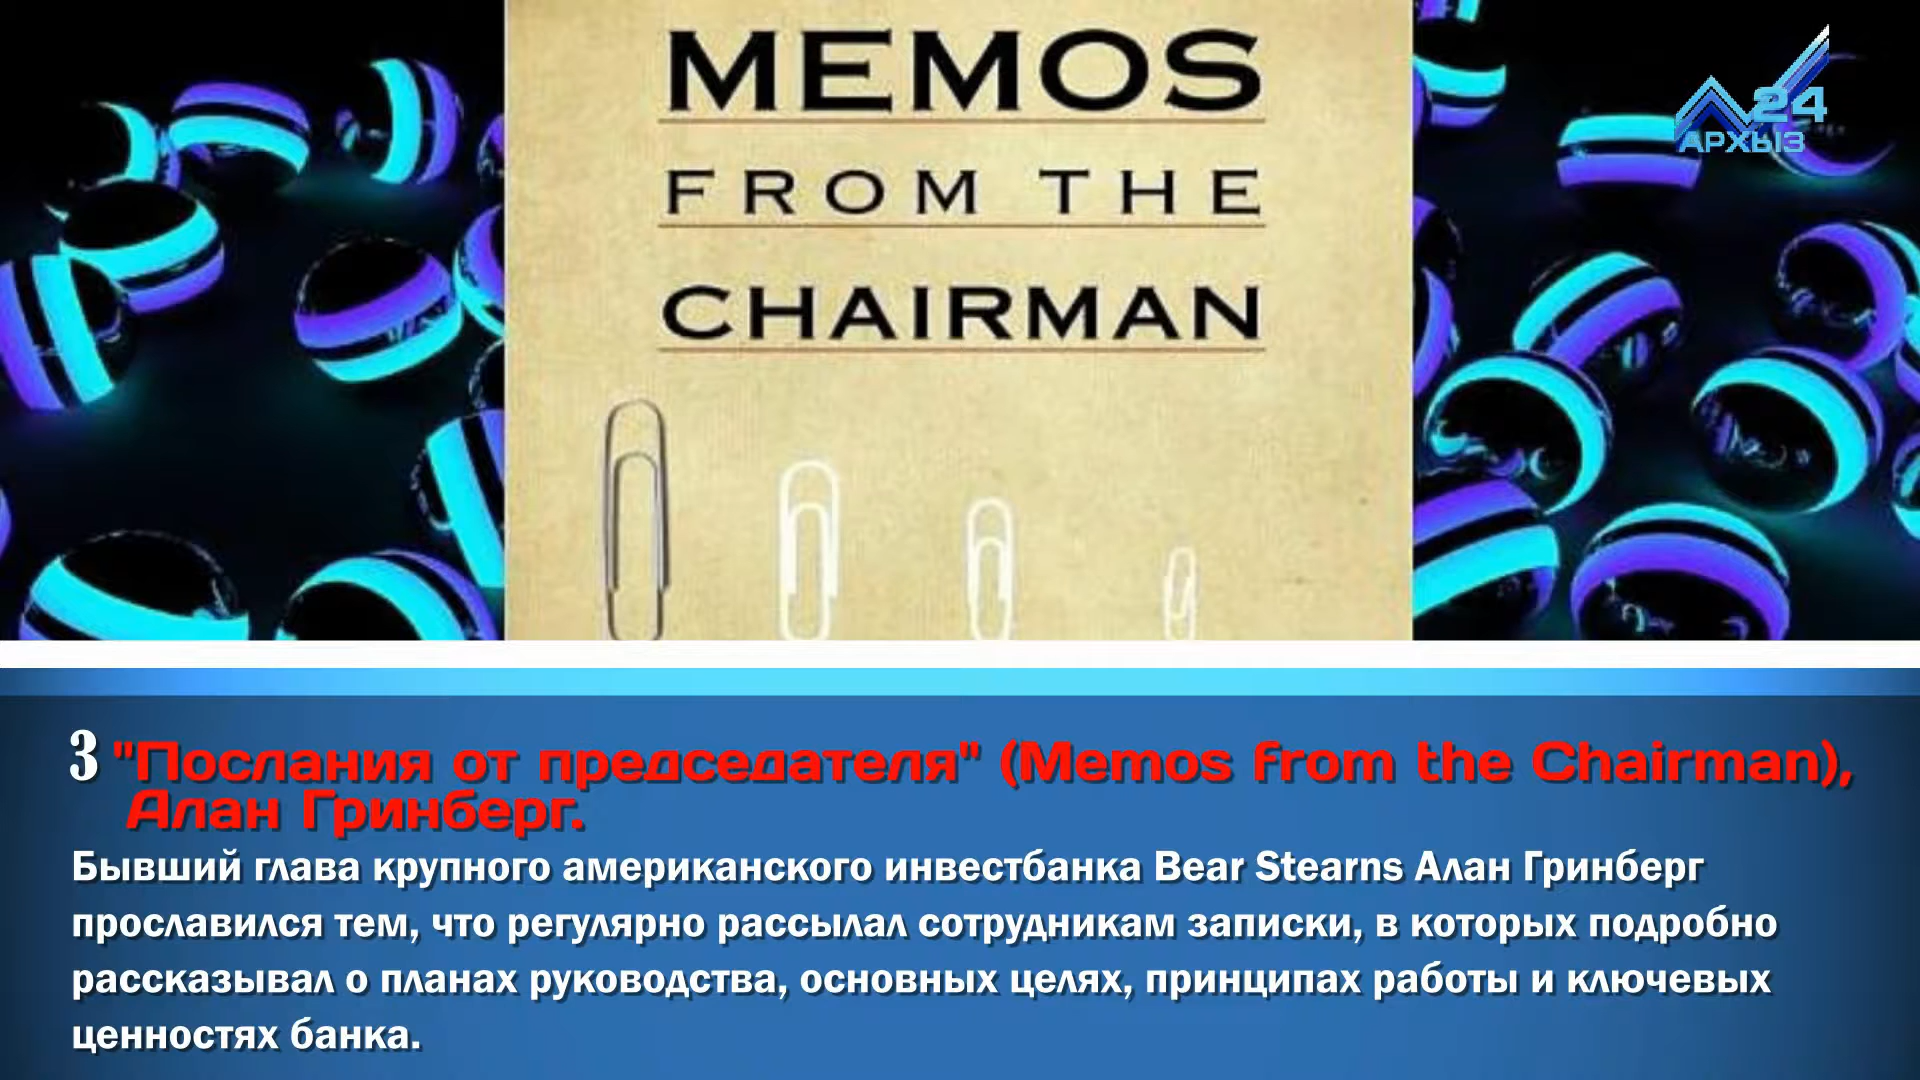 MEMOS
FROM THE
CHAIRMAN
24
АРХЫЗ
3 "Послания от председателя" (Memos from the Chairman),
Алан Гринберг.
Бывший глава крупного американского инвестбанка Bear Stearns Алан Гринберг
прославился тем, что регулярно рассылал сотрудникам записки, в которых подробно
рассказывал о планах руководства, основных целях, принципах работы и ключевых
ценностях банка.